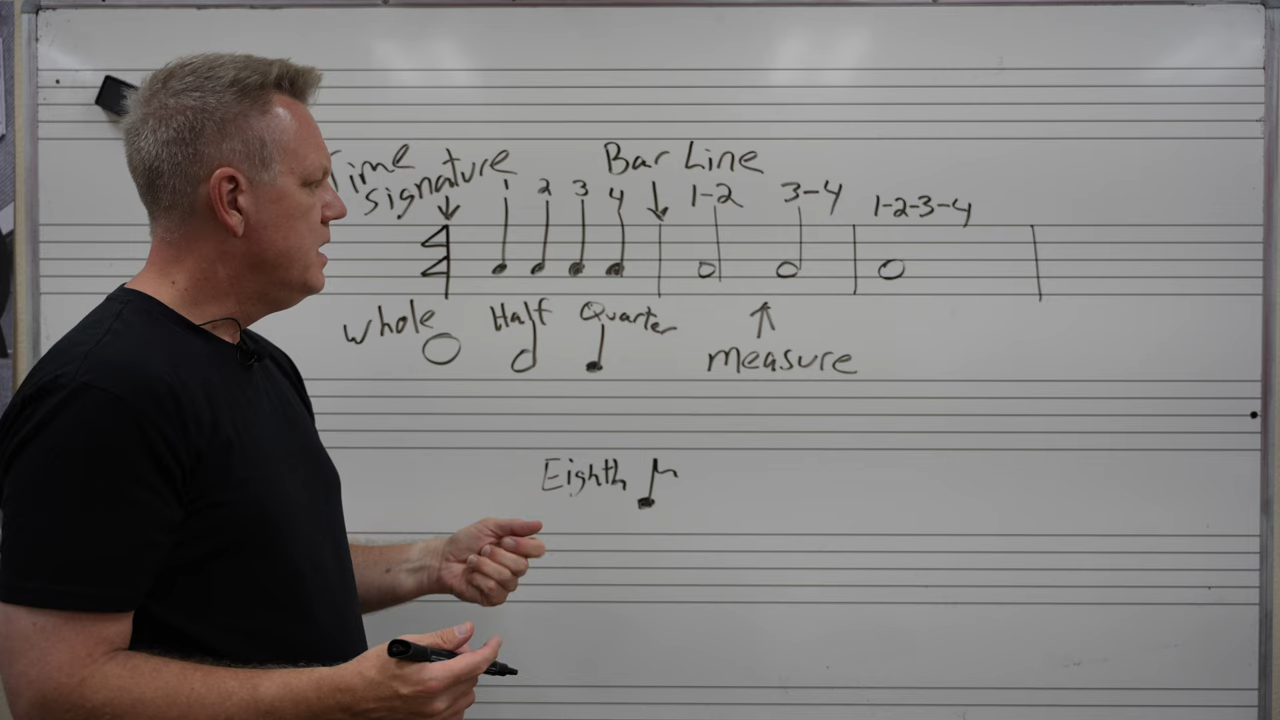 Time Bar Line
signature 1 2 3 4 1-2 3-4 1-2-3-4
4
4
Whole Half Quarter
measure
Eighth